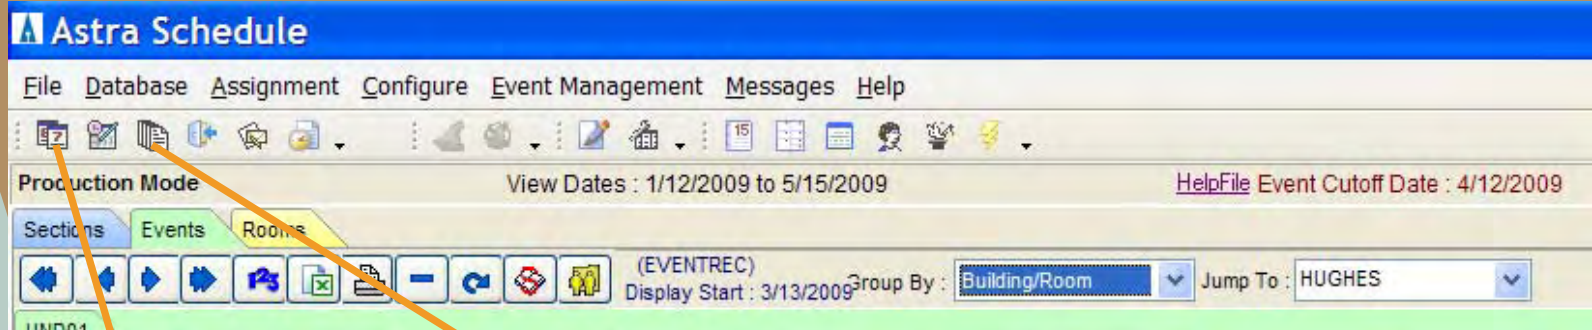 Astra Schedule
File Database Assignment Configure Event Management Messages Help
15
Production Mode View Dates : 1/12/2009 to 5/15/2009 HelpFile Event Cutoff Date : 4/12/2009
Sections Events Rooms
123 (EVENTREC) Group By : Building/Room Jump To : HUGHES
Display Start : 3/13/2009